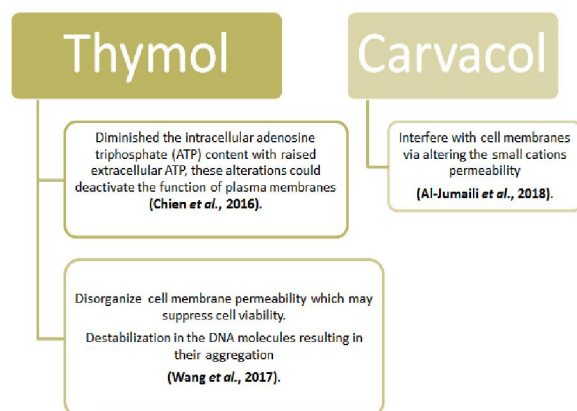 Thymol
Diminished the intracellular adenosine
triphosphate (ATP) content with raised
extracellular ATP, these alterations could
deactivate the function of plasma membranes
(Chien et al., 2016).
Disorganize cell membrane permeability which may
suppress cell viability.
Destabilization in the DNA molecules resulting in
their aggregation
(Wang et al., 2017).
Carvacol
Interfere with cell membranes
via altering the small cations
permeability
(Al-Jumaili et al., 2018).